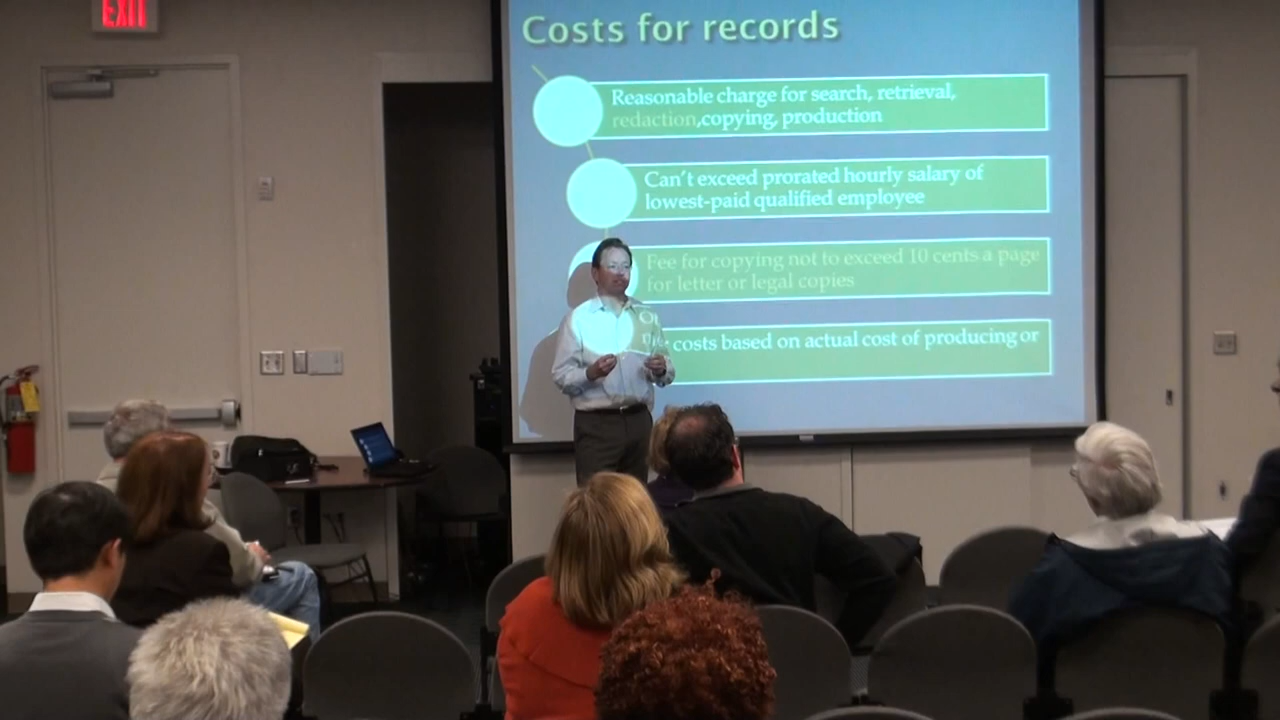 EXIT
Costs for records
Reasonable charge for search, retrieval,
redaction,copying, production
Can't exceed prorated hourly salary of
lowest-paid qualified employee
Fee for copying not to exceed 10 cents a page
for letter or legal copies
costs based on actual cost of producing or